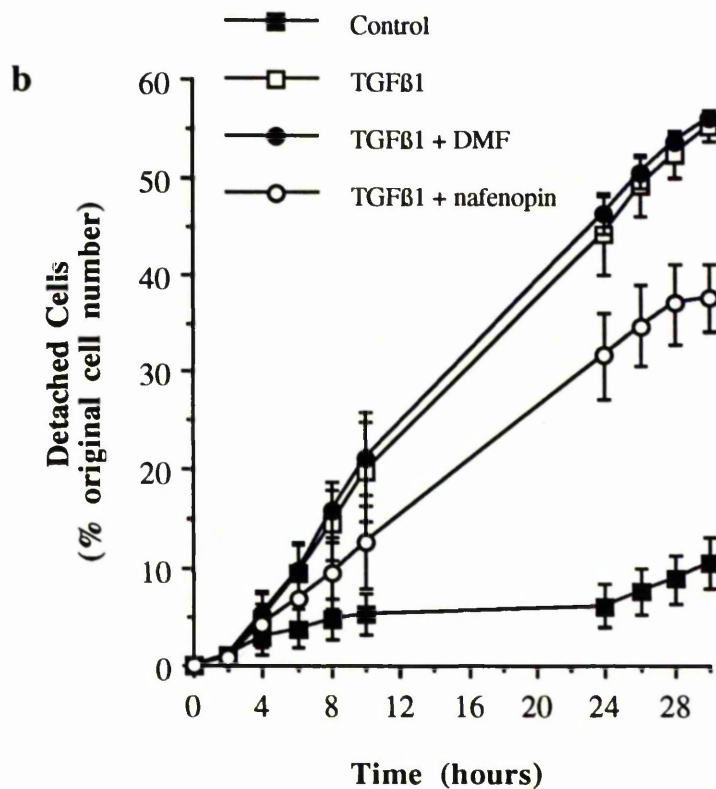 Control
b
TGFß1
TGFß1 + DMF
TGFß1 + nafenopin
60
50
40
30
20
10
0
Detached Cells
(% original cell number)
0 4 8 12 16 20 24 28
Time (hours)